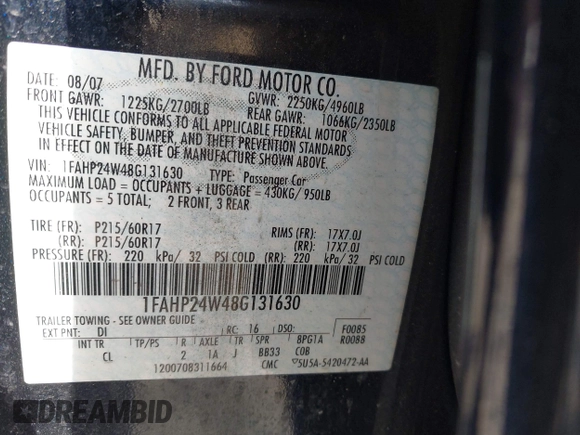 MFD. BY FORD MOTOR CO.
DATE: 08/07
GVWR: 2250KG/4960LB
FRONT GAWR: 1225KG/2700LB
REAR GAWR: 1066KG/2350LB
THIS VEHICLE CONFORMS TO ALL APPLICABLE FEDERAL MOTOR
VEHICLE SAFETY, BUMPER, AND THEFT PREVENTION STANDARDS
IN EFFECT ON THE DATE OF MANUFACTURE SHOWN ABOVE.
VIN: 1FAHP24W48G131630 TYPE: Passenger Car
MAXIMUM LOAD = OCCUPANTS + LUGGAGE = 430KG/ 950LB
OCCUPANTS = 5 TOTAL; 2 FRONT, 3 REAR
TIRE (FR): P215/60R17 RIMS (FR): 17X7.0J
(RR): P215/60R17 (RR): 17X7.0J
PRESSURE (FR): 220 kPa/ 32 PSI COLD (RR): 220 kPa/ 32 PSI COLD
1FAHP24W48G131630
TRAILER TOWING - SEE OWNER GUIDE
F0085
EXT PNT: DI RC: 16 DSO: R0088
INT TR TP/PS R AXLE TR SPR 8PG1A
CL 2 1A J BB33 COB
1200708311664 CMC 5U5A-5420472-AA
DREAMBID